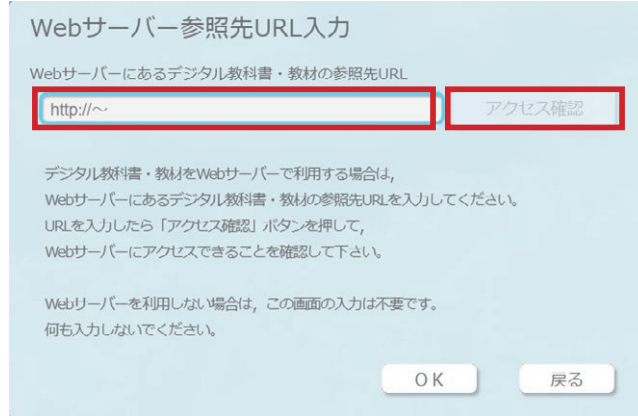 Webサーバー参照先URL入力
Webサーバーにあるデジタル教科書・教材の参照先URL
http://～ アクセス確認
デジタル教科書・教材をWebサーバーで利用する場合は,
Webサーバーにあるデジタル教科書・教材の参照先URLを入力してください。
URLを入力したら「アクセス確認」ボタンを押して,
Webサーバーにアクセスできることを確認して下さい。
Webサーバーを利用しない場合は，この画面の入力は不要です。
何も入力しないでください。
OK 戻る